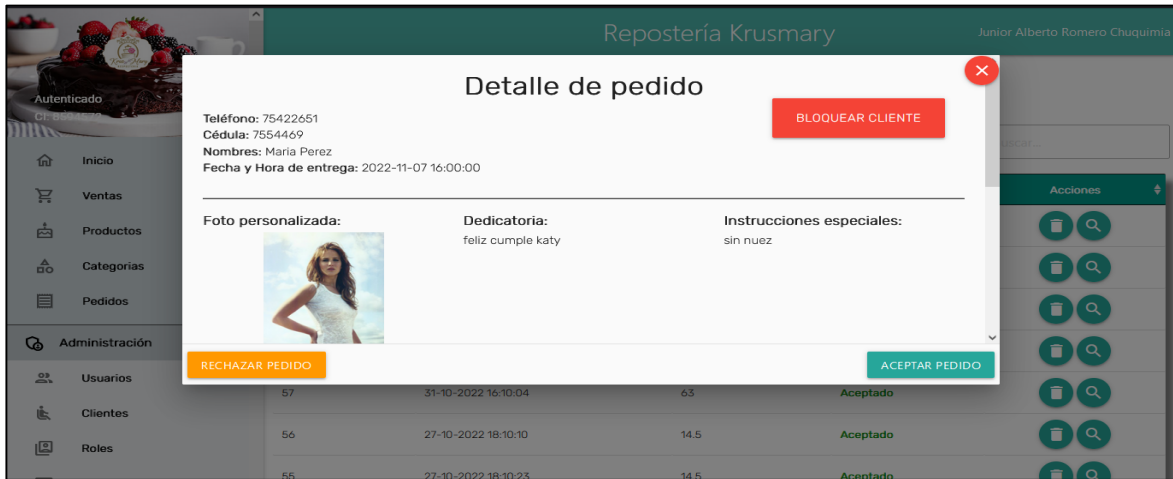 Repostería Krusmary
Junior Alberto Romero Chuquimia
Autenticado
Inicio
Ventas
Productos
Categorias
Pedidos
Administración
Usuarios
Clientes
Roles
Detalle de pedido
BLOQUEAR CLIENTE
Teléfono: 75422651
Cédula: 7554469
Nombres: Maria Perez
Fecha y Hora de entrega: 2022-11-07 16:00:00
Foto personalizada:
Dedicatoria:
feliz cumple katy
Instrucciones especiales:
sin nuez
RECHAZAR PEDIDO
ACEPTAR PEDIDO
Acciones
57 31-10-2022 16:10:04 63 Aceptado
56 27-10-2022 18:10:10 14.5 Aceptado
55 27-10-2022 18:10:23 14.5 Aceptado